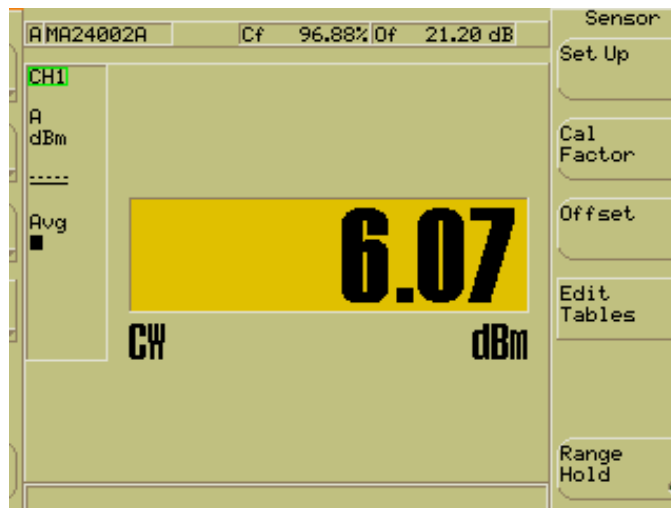 A MA24002A Cf 96.88% Of 21.20 dB
CH1
A
dBm
-----
Avg
6.07
CW dBm
Sensor
Set Up
Cal
Factor
Offset
Edit
Tables
Range
Hold